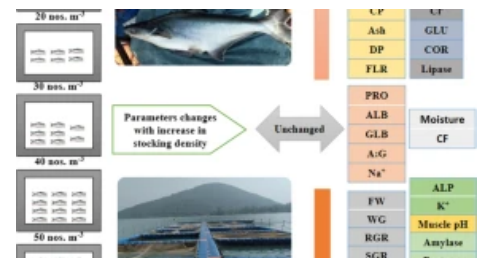 20 nos. m⁻³
30 nos. m⁻³
40 nos. m⁻³
50 nos. m⁻³
Parameters changes
with increase in
stocking density
Unchanged
CP
Ash
DP
FLR
CF
GLU
COR
Lipase
PRO
ALB
GLB
A:G
Na⁺
Moisture
CF
FW
WG
RGR
SGR
ALP
K⁺
Muscle pH
Amylase